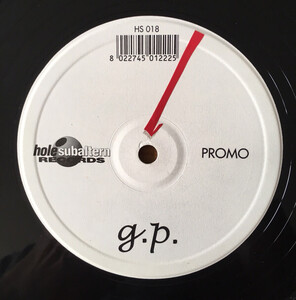 HS 018
8 022745 012225
hole subaltern
RECORDS
PROMO
g.p.